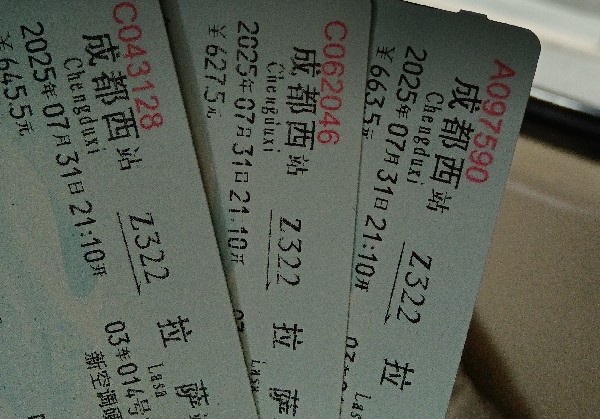 C043128
成都西站 Z322 拉萨
Chengduxi Lasa
2025年07月31日21:10开 03车014号
￥645.5元 新空调硬
C062046
成都西站 Z322 拉萨
Chengduxi Lasa
2025年07月31日21:10开
￥627.5元
A097590
成都西站 Z322 拉
Chengduxi Las
2025年07月31日21:10开
￥663.5元